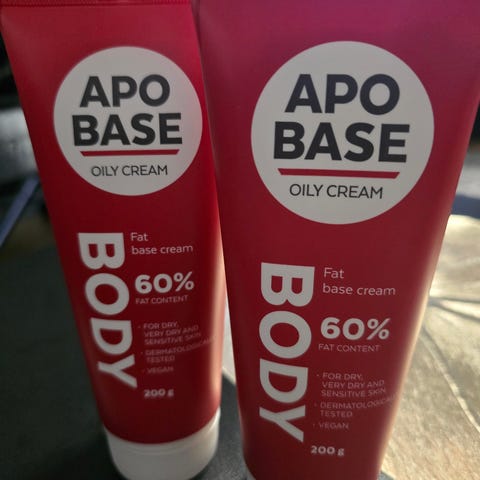 APO
BASE
OILY CREAM
BODY
Fat
base cream
60%
FAT CONTENT
• FOR DRY,
VERY DRY AND
SENSITIVE SKIN
• DERMATOLOGICAL
TESTED
• VEGAN
200 g
APO
BASE
OILY CREAM
BODY
Fat
base cream
60%
FAT CONTENT
• FOR DRY,
VERY DRY AND
SENSITIVE SKIN
• DERMATOLOGICAL
TESTED
• VEGAN
200 g